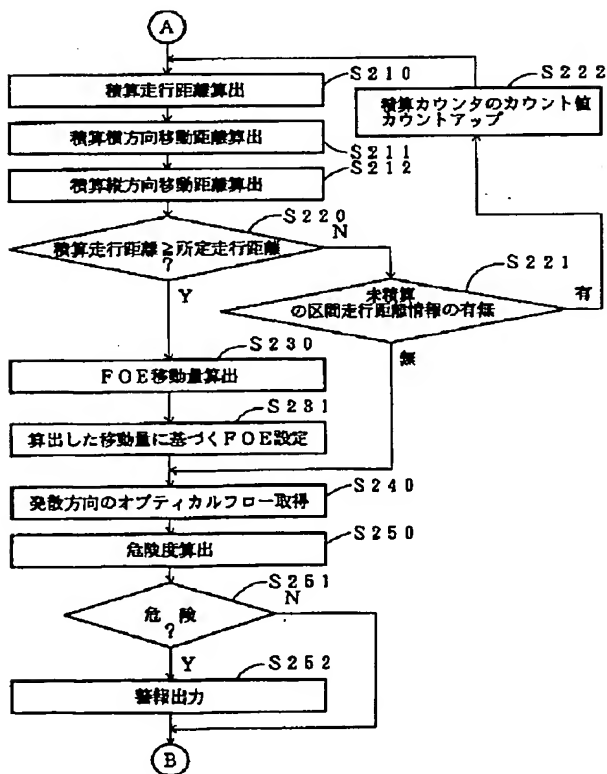 A
S210
積算走行距離算出
S222
積算カウンタのカウント値
カウントアップ
積算横方向移動距離算出
S211
S212
積算縦方向移動距離算出
S220
積算走行距離≧所定走行距離
?
N
Y
S221
未積算
の区間走行距離情報の有無
有
無
S230
FOE移動量算出
S231
算出した移動量に基づくFOE設定
S240
発散方向のオプティカルフロー取得
S250
危険度算出
S251
危険
?
N
Y
S252
警報出力
B